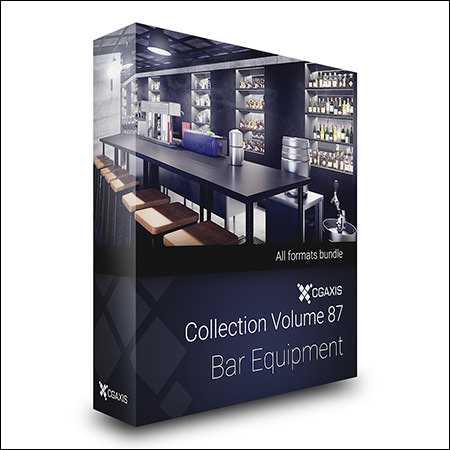 All formats bundle
CGAXIS
Collection Volume 87
Bar Equipment
CGAXIS